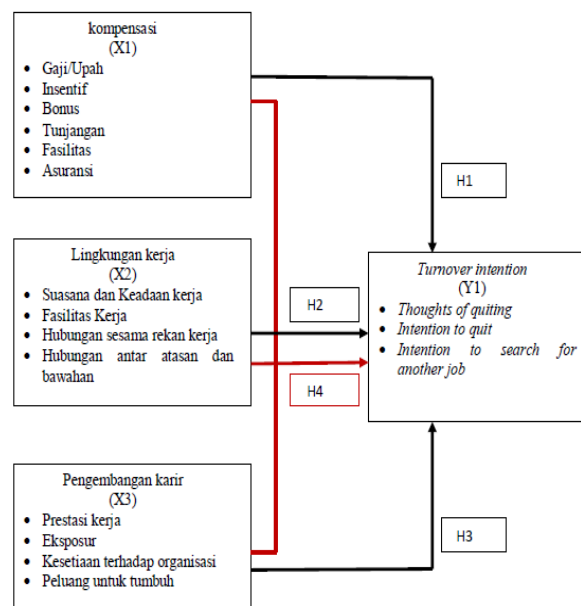 kompensasi
(X1)
• Gaji/Upah
• Insentif
• Bonus
• Tunjangan
• Fasilitas
• Asuransi
H1
Lingkungan kerja
(X2)
• Suasana dan Keadaan kerja
• Fasilitas Kerja
• Hubungan sesama rekan kerja
• Hubungan antar atasan dan
bawahan
H2
H4
Turnover intention
(Y1)
• Thoughts of quiting
• Intention to quit
• Intention to search for
another job
Pengembangan karir
(X3)
• Prestasi kerja
• Eksposur
• Kesetiaan terhadap organisasi
• Peluang untuk tumbuh
H3